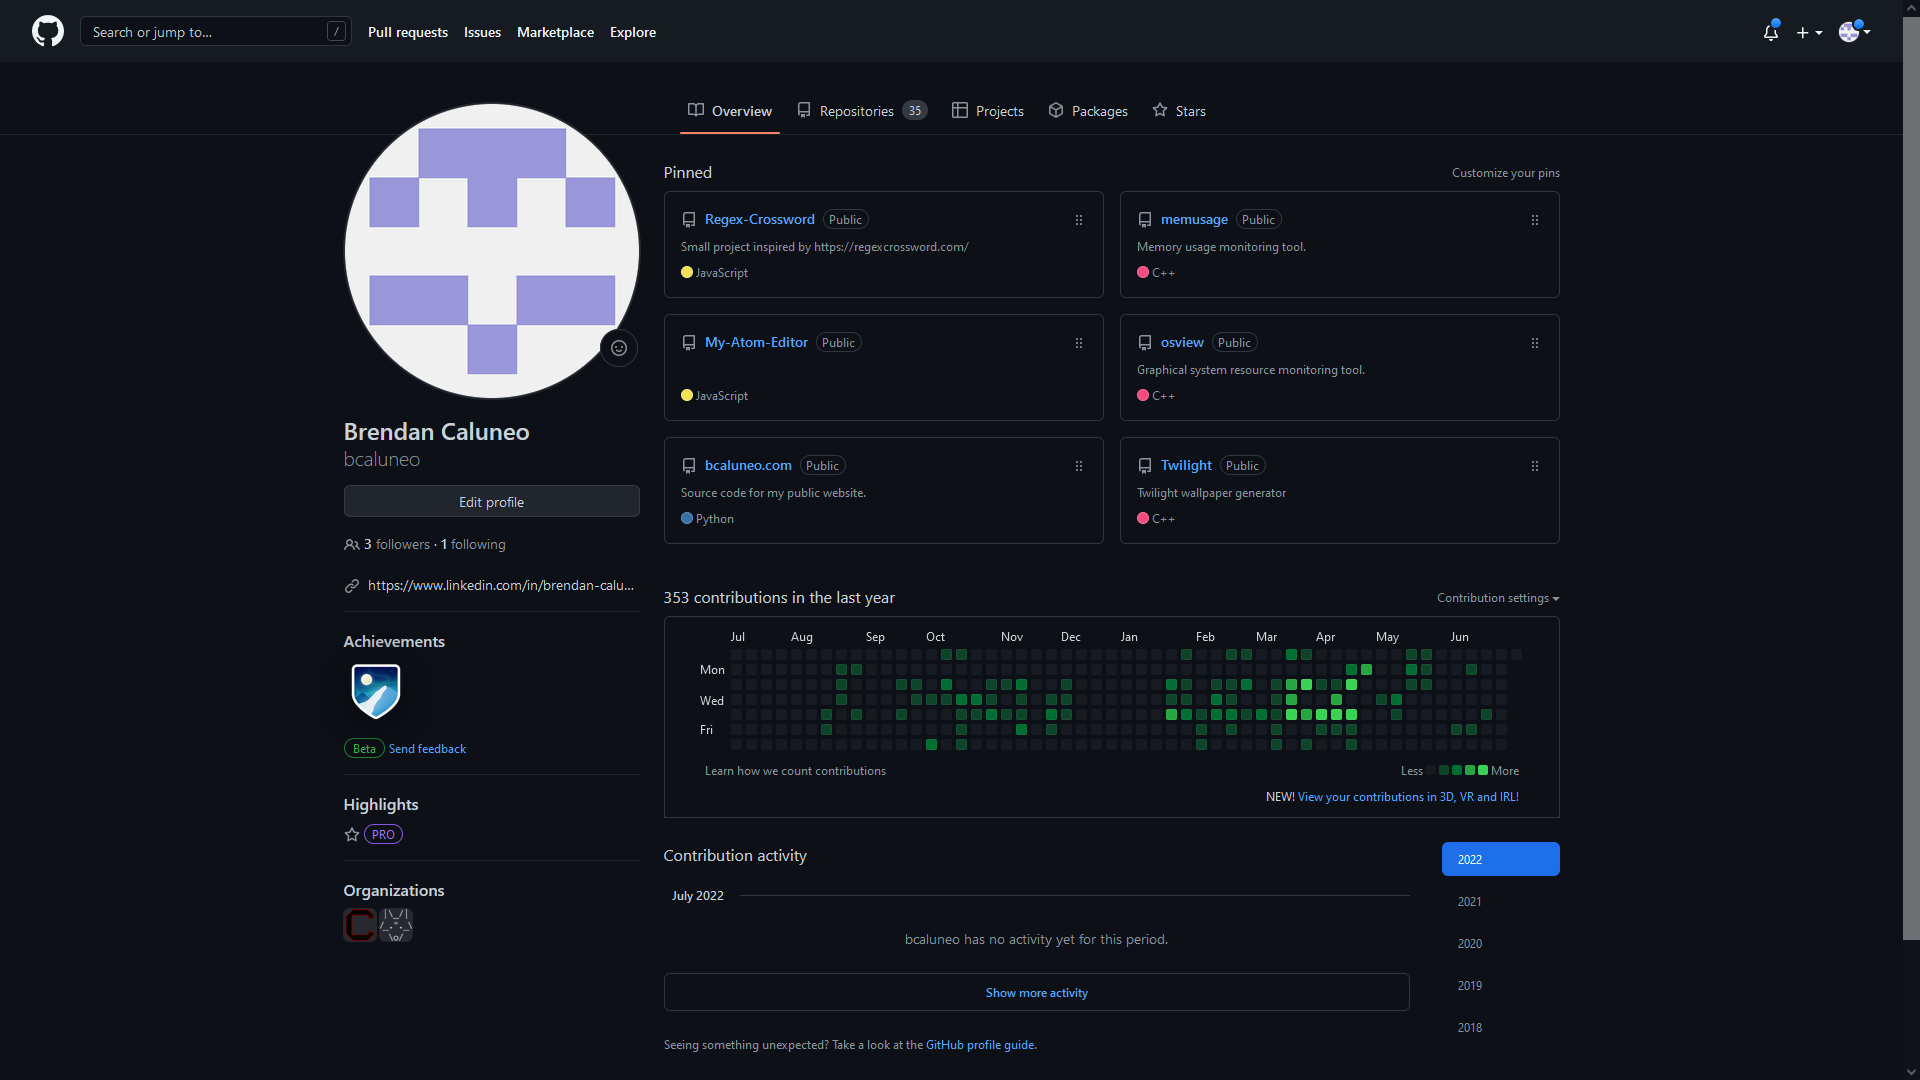 Search or jump to... /
Pull requests Issues Marketplace Explore
Overview Repositories 35 Projects Packages Stars
Brendan Caluneo
bcaluneo
Edit profile
3 followers · 1 following
https://www.linkedin.com/in/brendan-calu...
Achievements
Beta Send feedback
Highlights
PRO
Organizations
Pinned
Customize your pins
Regex-Crossword Public
Small project inspired by https://regexcrossword.com/
JavaScript
memusage Public
Memory usage monitoring tool.
C++
My-Atom-Editor Public
JavaScript
osview Public
Graphical system resource monitoring tool.
C++
bcaluneo.com Public
Source code for my public website.
Python
Twilight Public
Twilight wallpaper generator
C++
353 contributions in the last year
Contribution settings
Jul Aug Sep Oct Nov Dec Jan Feb Mar Apr May Jun
Mon
Wed
Fri
Learn how we count contributions
Less More
NEW! View your contributions in 3D, VR and IRL!
Contribution activity
July 2022
bcaluneo has no activity yet for this period.
Show more activity
Seeing something unexpected? Take a look at the GitHub profile guide.
2022
2021
2020
2019
2018